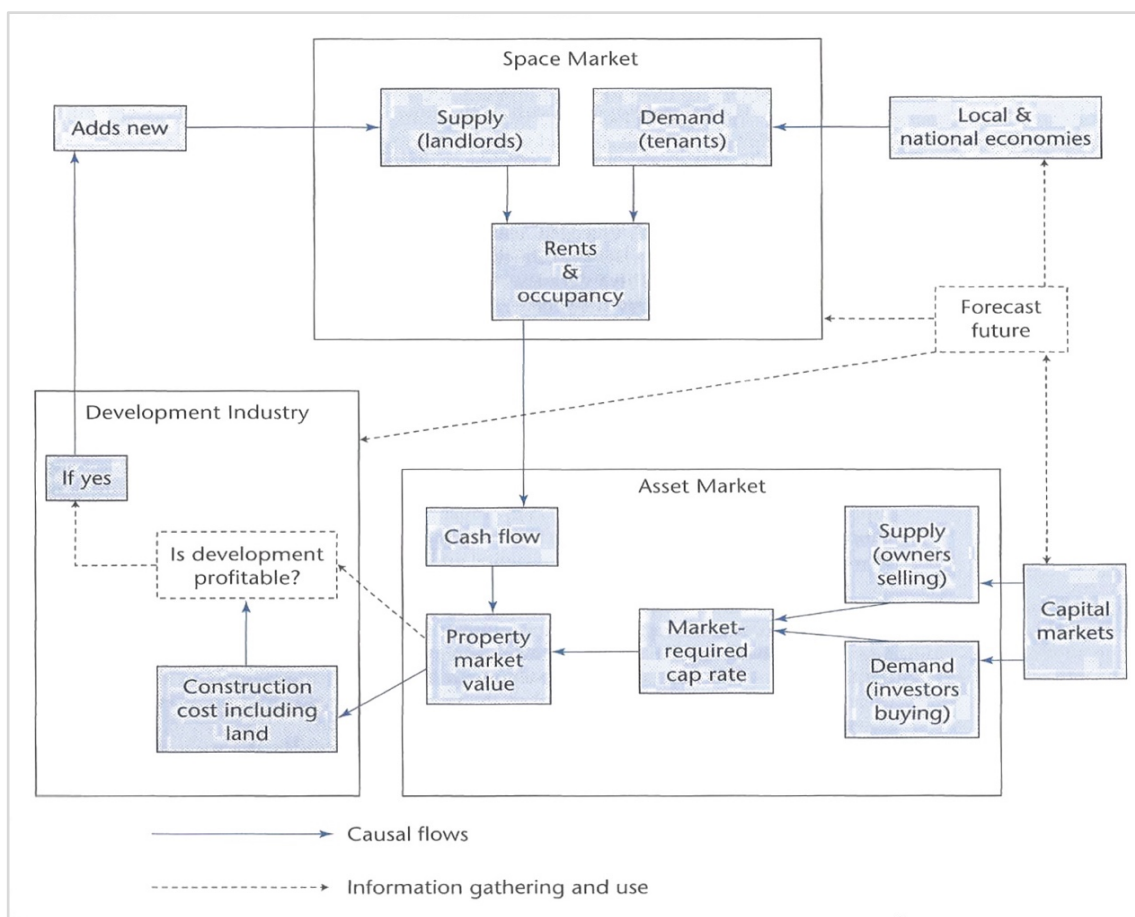 Space Market
Adds new
Supply
(landlords)
Demand
(tenants)
Local &
national economies
Rents
&
occupancy
Forecast
future
Development Industry
If yes
Is development
profitable?
Construction
cost including
land
Asset Market
Cash flow
Property
market
value
Market-
required
cap rate
Supply
(owners
selling)
Demand
(investors
buying)
Capital
markets
Causal flows
Information gathering and use